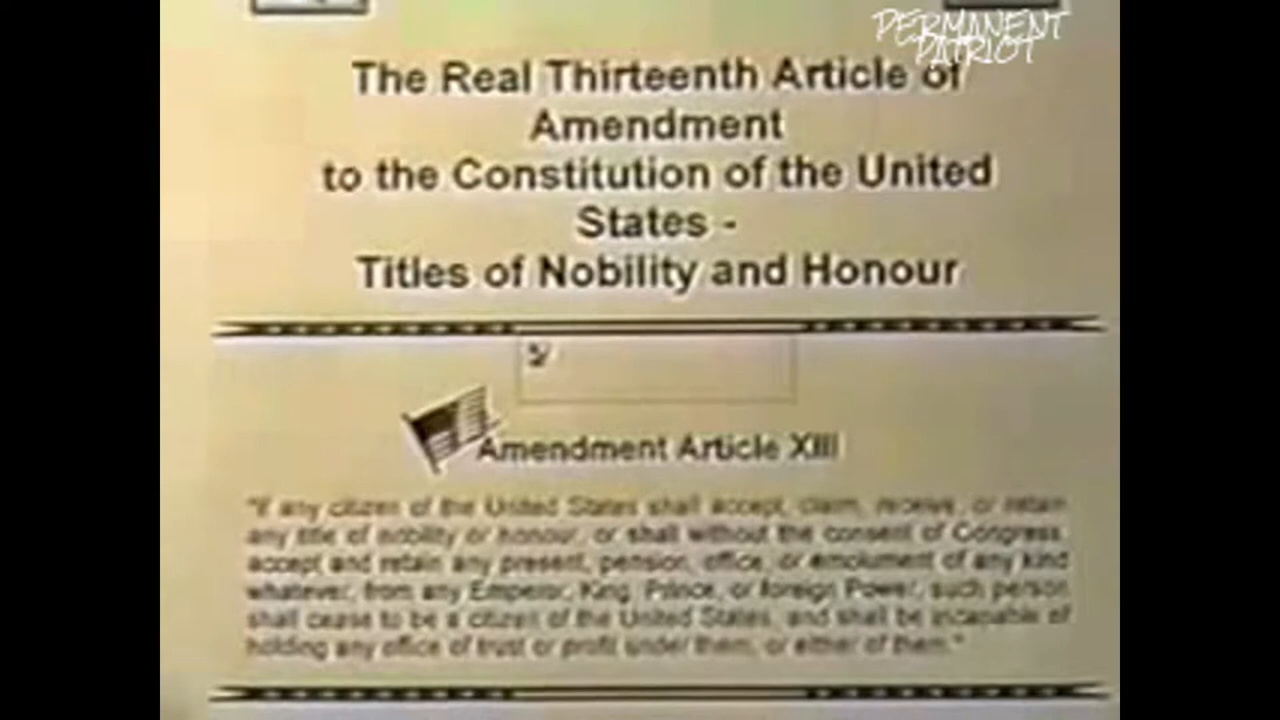 PERMANENT
PATRIOT
The Real Thirteenth Article of
Amendment
to the Constitution of the United
States -
Titles of Nobility and Honour
Amendment Article XIII
"If any citizen of the United States shall accept, claim, receive, or retain
any title of nobility or honour, or shall without the consent of Congress,
accept and retain any present, pension, office, or emolument of any kind
whatever, from any Emperor, King, Prince, or foreign Power, such person
shall cease to be a citizen of the United States, and shall be incapable of
holding any office of trust or profit under them, or either of them."